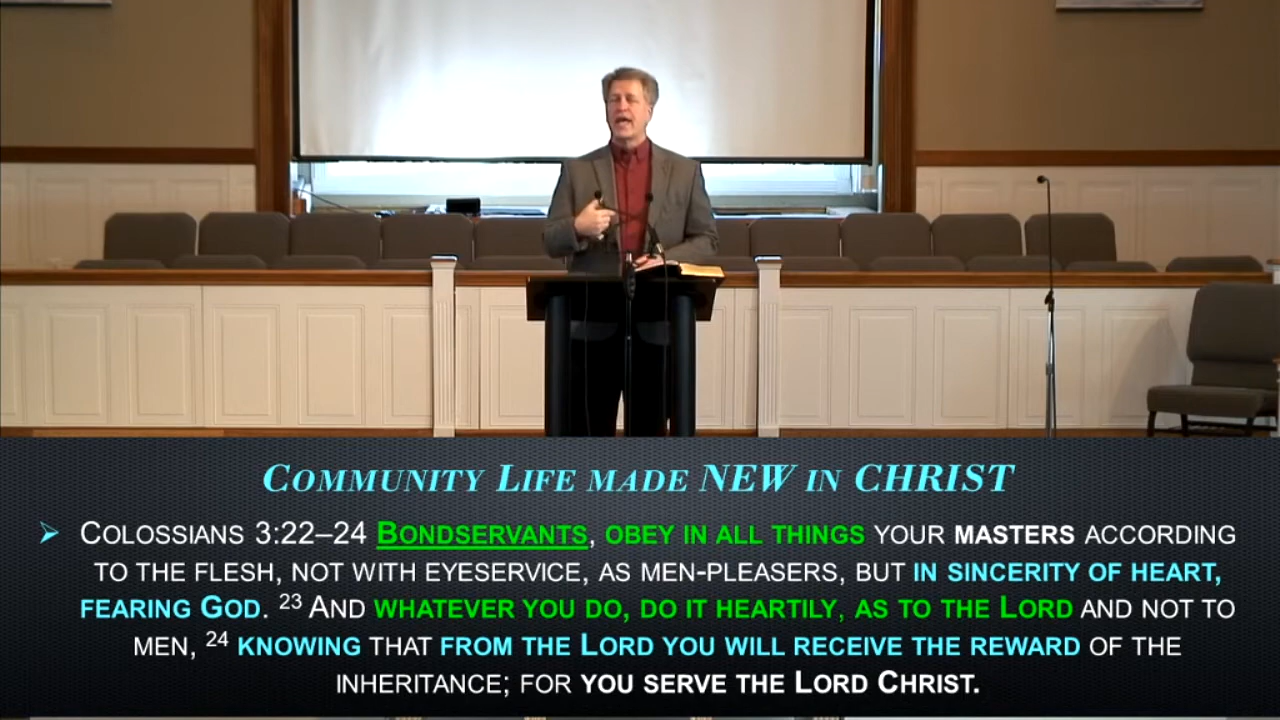 COMMUNITY LIFE MADE NEW IN CHRIST
➢ COLOSSIANS 3:22–24 BONDSERVANTS, OBEY IN ALL THINGS YOUR MASTERS ACCORDING
TO THE FLESH, NOT WITH EYESERVICE, AS MEN-PLEASERS, BUT IN SINCERITY OF HEART,
FEARING GOD. 23 AND WHATEVER YOU DO, DO IT HEARTILY, AS TO THE LORD AND NOT TO
MEN, 24 KNOWING THAT FROM THE LORD YOU WILL RECEIVE THE REWARD OF THE
INHERITANCE; FOR YOU SERVE THE LORD CHRIST.